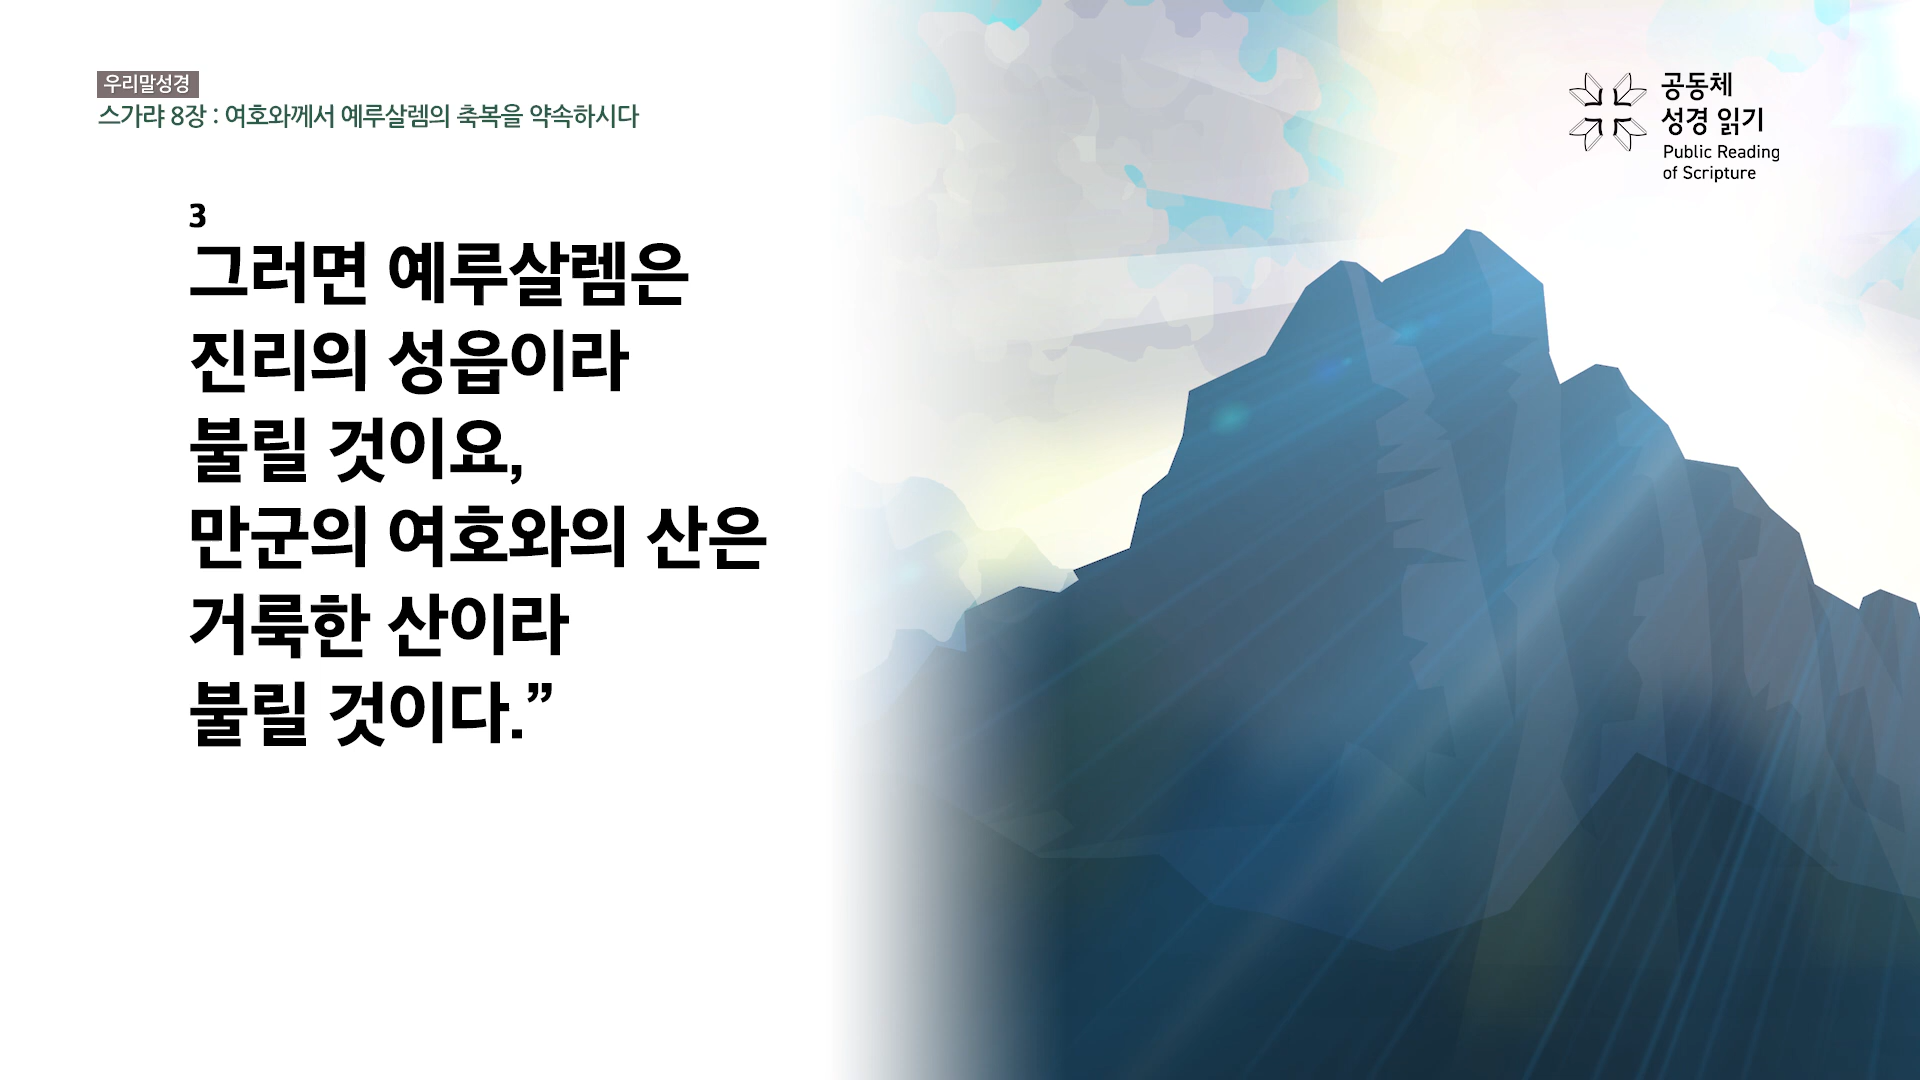 우리말성경
스가랴 8장 : 여호와께서 예루살렘의 축복을 약속하시다
공동체
성경 읽기
Public Reading
of Scripture
3
그러면 예루살렘은
진리의 성읍이라
불릴 것이요,
만군의 여호와의 산은
거룩한 산이라
불릴 것이다.”